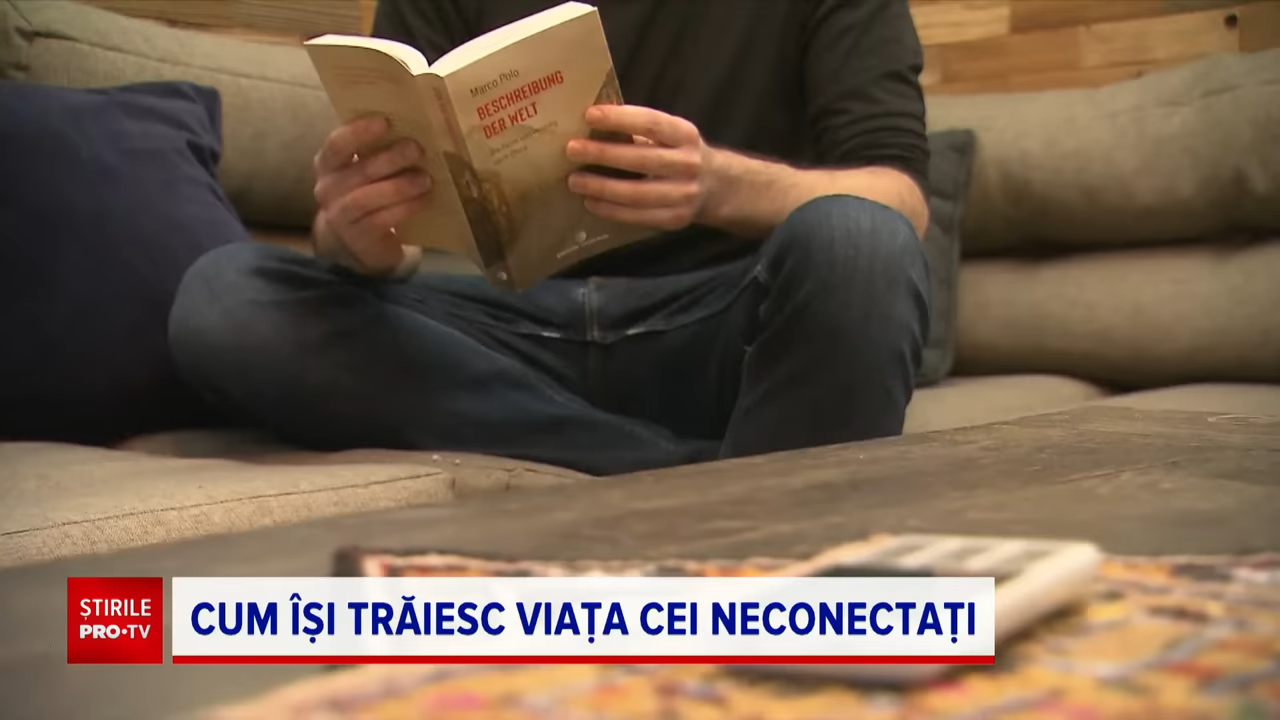 Marco Polo
BESCHREIBUNG
DER WELT
ȘTIRILE
PRO•TV
CUM ÎȘI TRĂIESC VIAȚA CEI NECONECTAȚI